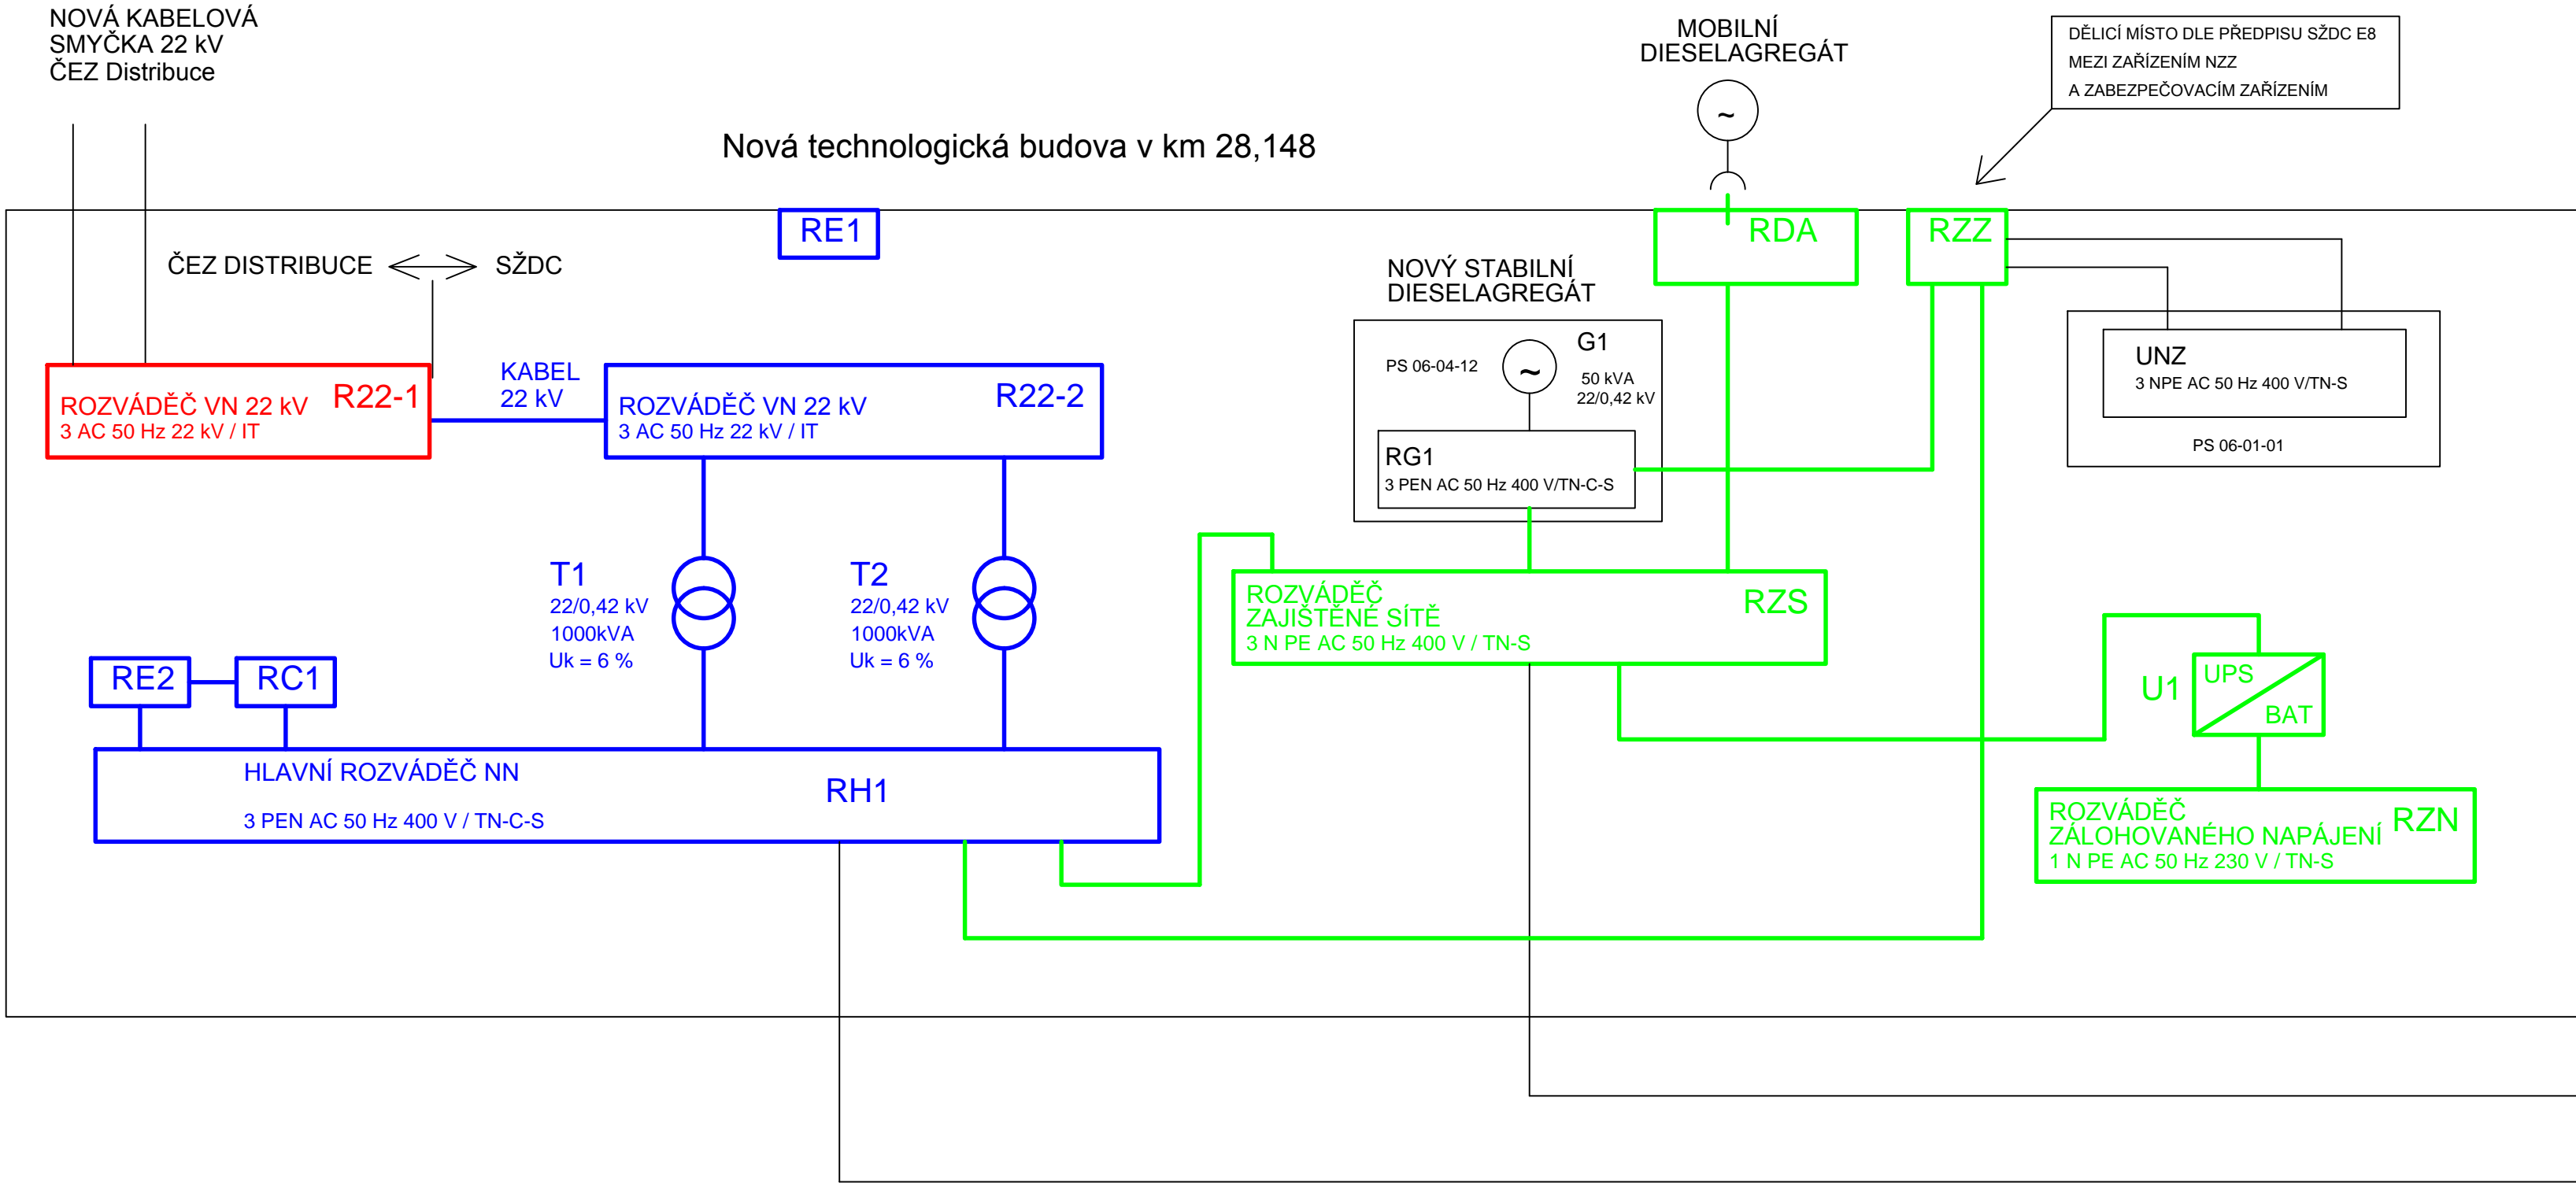 NOVÁ KABELOVÁ
SMYČKA 22 kV
ČEZ Distribuce
MOBILNÍ
DIESELAGREGÁT
~
DĚLICÍ MÍSTO DLE PŘEDPISU SŽDC E8
MEZI ZAŘÍZENÍM NZZ
A ZABEZPEČOVACÍM ZAŘÍZENÍM
Nová technologická budova v km 28,148
RE1
RDA
RZZ
ČEZ DISTRIBUCE
SŽDC
NOVÝ STABILNÍ
DIESELAGREGÁT
PS 06-04-12
~
G1
50 kVA
22/0,42 kV
RG1
3 PEN AC 50 Hz 400 V/TN-C-S
UNZ
3 NPE AC 50 Hz 400 V/TN-S
PS 06-01-01
ROZVÁDĚČ VN 22 kV
R22-1
3 AC 50 Hz 22 kV / IT
KABEL
22 kV
ROZVÁDĚČ VN 22 kV
R22-2
3 AC 50 Hz 22 kV / IT
T1
22/0,42 kV
1000kVA
Uk = 6 %
T2
22/0,42 kV
1000kVA
Uk = 6 %
ROZVÁDĚČ
ZAJIŠTĚNÉ SÍTĚ
3 N PE AC 50 Hz 400 V / TN-S
RZS
RE2
RC1
U1
UPS
BAT
HLAVNÍ ROZVÁDĚČ NN
RH1
3 PEN AC 50 Hz 400 V / TN-C-S
ROZVÁDĚČ
ZÁLOHOVANÉHO NAPÁJENÍ
RZN
1 N PE AC 50 Hz 230 V / TN-S